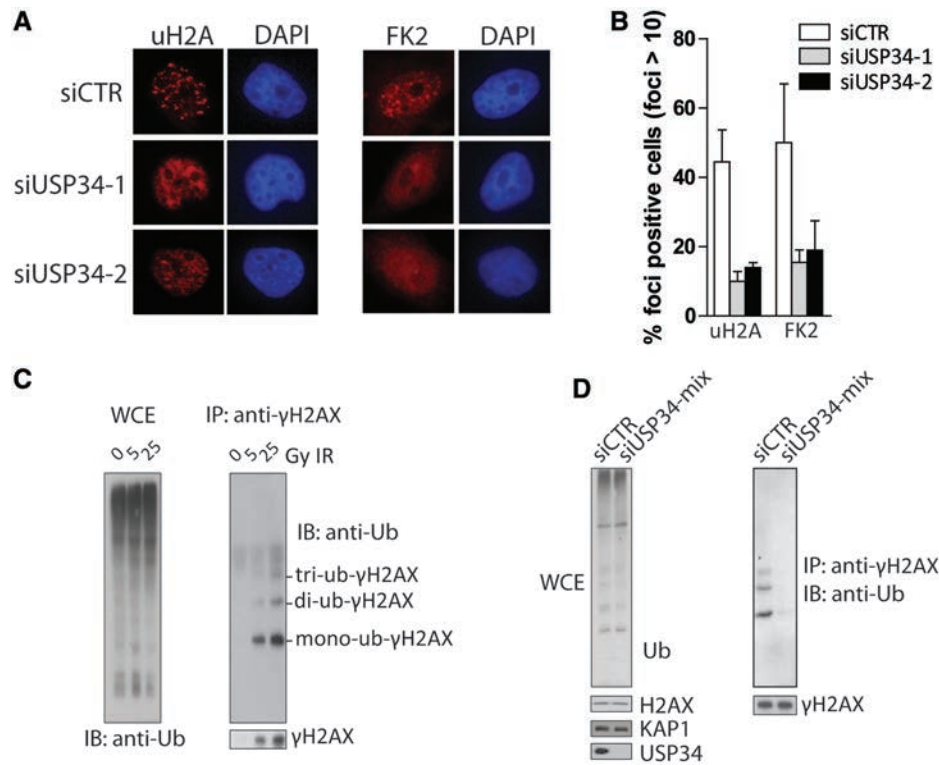 A
uH2A DAPI FK2 DAPI
siCTR
siUSP34-1
siUSP34-2
B
% foci positive cells (foci > 10)
80
60
40
20
0
uH2A FK2
siCTR
siUSP34-1
siUSP34-2
C
WCE IP: anti-γH2AX
0 5 25 0 5 25 Gy IR
IB: anti-Ub
tri-ub-γH2AX
di-ub-γH2AX
mono-ub-γH2AX
IB: anti-Ub
γH2AX
D
siCTR siUSP34-mix siCTR siUSP34-mix
WCE
IP: anti-γH2AX
IB: anti-Ub
Ub
H2AX
γH2AX
KAP1
USP34